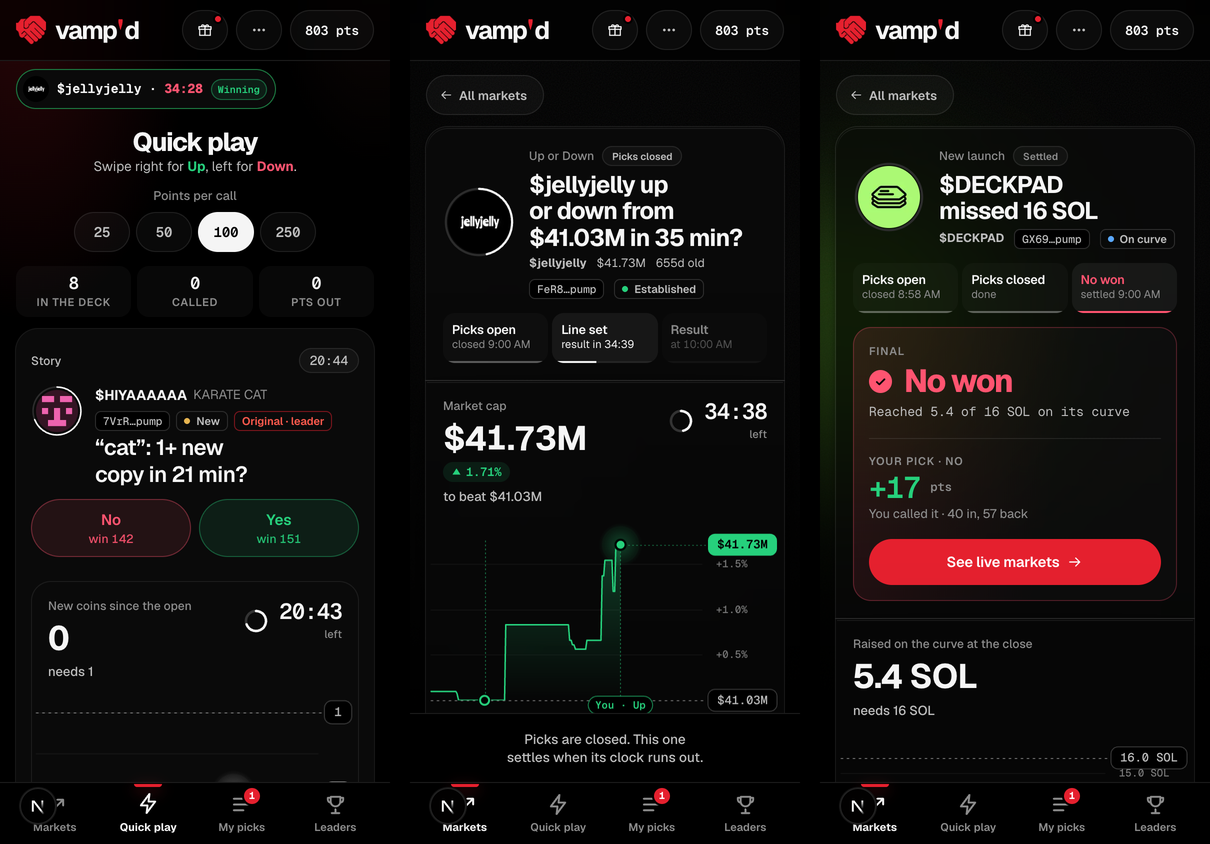 vamp'd
803 pts
jellyjelly
$jellyjelly · 34:28
Winning
Quick play
Swipe right for Up, left for Down.
Points per call
25
50
100
250
8
IN THE DECK
0
CALLED
0
PTS OUT
Story
20:44
$HIYAAAAAA KARATE CAT
7VrR…pump
New
Original · leader
“cat”: 1+ new
copy in 21 min?
No
win 142
Yes
win 151
New coins since the open
0
needs 1
20:43
left
1
N
Markets
Quick play
1
My picks
Leaders
vamp'd
803 pts
← All markets
Up or Down
Picks closed
jellyjelly
$jellyjelly up
or down from
$41.03M in 35 min?
$jellyjelly $41.73M 655d old
FeR8…pump
Established
Picks open
closed 9:00 AM
Line set
result in 34:39
Result
at 10:00 AM
Market cap
$41.73M
1.71%
to beat $41.03M
34:38
left
$41.73M
+1.5%
+1.0%
+0.5%
$41.03M
You · Up
Picks are closed. This one
settles when its clock runs out.
N
Markets
Quick play
1
My picks
Leaders
vamp'd
803 pts
← All markets
New launch
Settled
$DECKPAD
missed 16 SOL
$DECKPAD
GX69…pump
On curve
Picks open
closed 8:58 AM
Picks closed
done
No won
settled 9:00 AM
FINAL
No won
Reached 5.4 of 16 SOL on its curve
YOUR PICK · NO
+17 pts
You called it · 40 in, 57 back
See live markets →
Raised on the curve at the close
5.4 SOL
needs 16 SOL
16.0 SOL
15.0 SOL
N
Markets
Quick play
1
My picks
Leaders